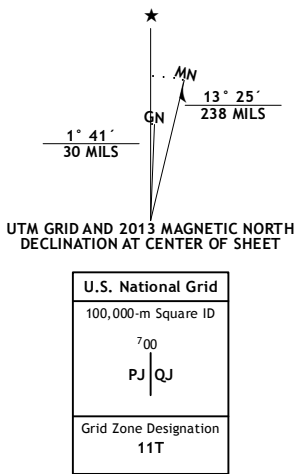 ★
MN
GN
13° 25´
238 MILS
1° 41´
30 MILS
UTM GRID AND 2013 MAGNETIC NORTH
DECLINATION AT CENTER OF SHEET
U.S. National Grid
100,000-m Square ID
⁷00
PJ QJ
Grid Zone Designation
11T